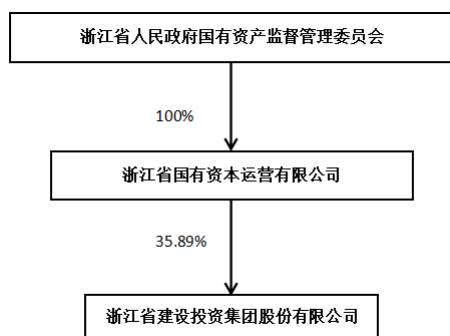 浙江省人民政府国有资产监督管理委员会
100%
浙江省国有资本运营有限公司
35.89%
浙江省建设投资集团股份有限公司